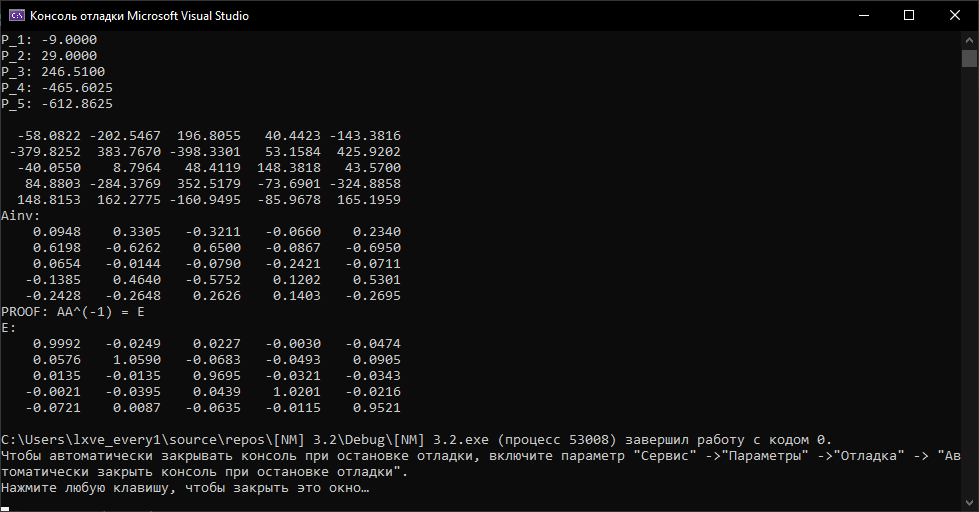 Консоль отладки Microsoft Visual Studio
P_1: -9.0000
P_2: 29.0000
P_3: 246.5100
P_4: -465.6025
P_5: -612.8625
-58.0822 -202.5467 196.8055 40.4423 -143.3816
-379.8252 383.7670 -398.3301 53.1584 425.9202
-40.0550 8.7964 48.4119 148.3818 43.5700
84.8803 -284.3769 352.5179 -73.6901 -324.8858
148.8153 162.2775 -160.9495 -85.9678 165.1959
Ainv:
0.0948 0.3305 -0.3211 -0.0660 0.2340
0.6198 -0.6262 0.6500 -0.0867 -0.6950
0.0654 -0.0144 -0.0790 -0.2421 -0.0711
-0.1385 0.4640 -0.5752 0.1202 0.5301
-0.2428 -0.2648 0.2626 0.1403 -0.2695
PROOF: AA^(-1) = E
E:
0.9992 -0.0249 0.0227 -0.0030 -0.0474
0.0576 1.0590 -0.0683 -0.0493 0.0905
0.0135 -0.0135 0.9695 -0.0321 -0.0343
-0.0021 -0.0395 0.0439 1.0201 -0.0216
-0.0721 0.0087 -0.0635 -0.0115 0.9521
C:\Users\lxve_every1\source\repos\[NM] 3.2\Debug\[NM] 3.2.exe (процесс 53008) завершил работу с кодом 0.
Чтобы автоматически закрывать консоль при остановке отладки, включите параметр "Сервис" ->"Параметры" ->"Отладка" -> "Ав
томатически закрыть консоль при остановке отладки".
Нажмите любую клавишу, чтобы закрыть это окно…